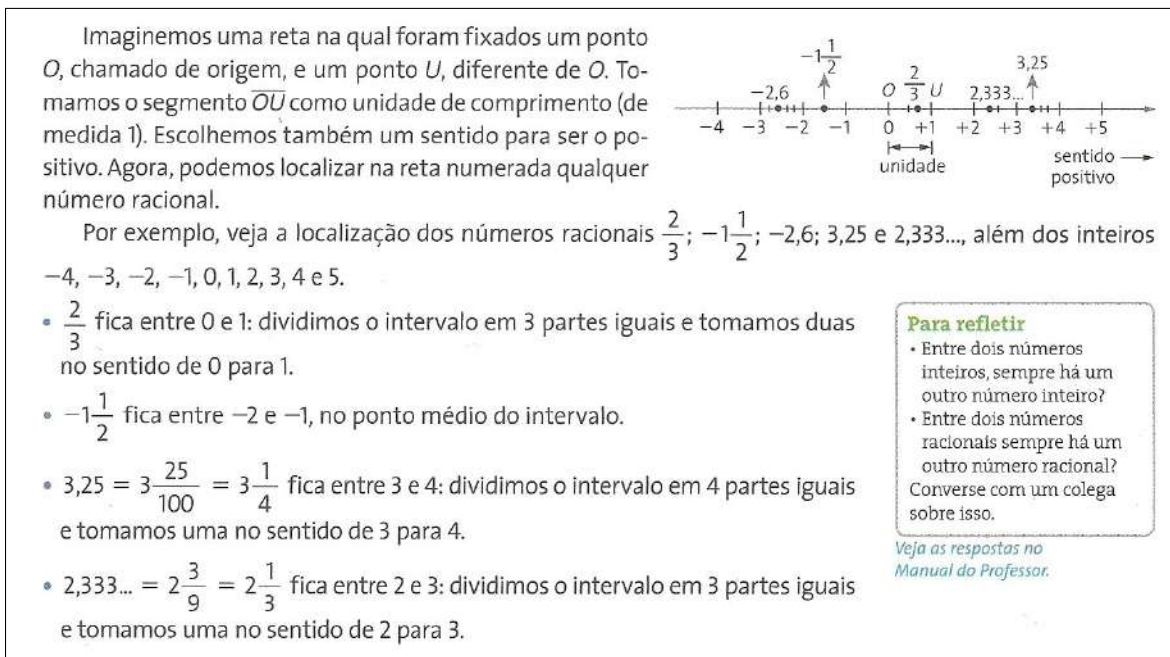 Imaginemos uma reta na qual foram fixados um ponto
O, chamado de origem, e um ponto U, diferente de O. To-
mamos o segmento OU como unidade de comprimento (de
medida 1). Escolhemos também um sentido para ser o po-
sitivo. Agora, podemos localizar na reta numerada qualquer
número racional.
−1 1/2
3,25
−2,6 O 2/3 U 2,333...
−4 −3 −2 −1 0 +1 +2 +3 +4 +5
unidade
sentido
positivo
Por exemplo, veja a localização dos números racionais 2/3; −1 1/2; −2,6; 3,25 e 2,333..., além dos inteiros
−4, −3, −2, −1, 0, 1, 2, 3, 4 e 5.
• 2/3 fica entre 0 e 1: dividimos o intervalo em 3 partes iguais e tomamos duas
no sentido de 0 para 1.
• −1 1/2 fica entre −2 e −1, no ponto médio do intervalo.
• 3,25 = 3 25/100 = 3 1/4 fica entre 3 e 4: dividimos o intervalo em 4 partes iguais
e tomamos uma no sentido de 3 para 4.
• 2,333... = 2 3/9 = 2 1/3 fica entre 2 e 3: dividimos o intervalo em 3 partes iguais
e tomamos uma no sentido de 2 para 3.
Para refletir
• Entre dois números
inteiros, sempre há um
outro número inteiro?
• Entre dois números
racionais sempre há um
outro número racional?
Converse com um colega
sobre isso.
Veja as respostas no
Manual do Professor.